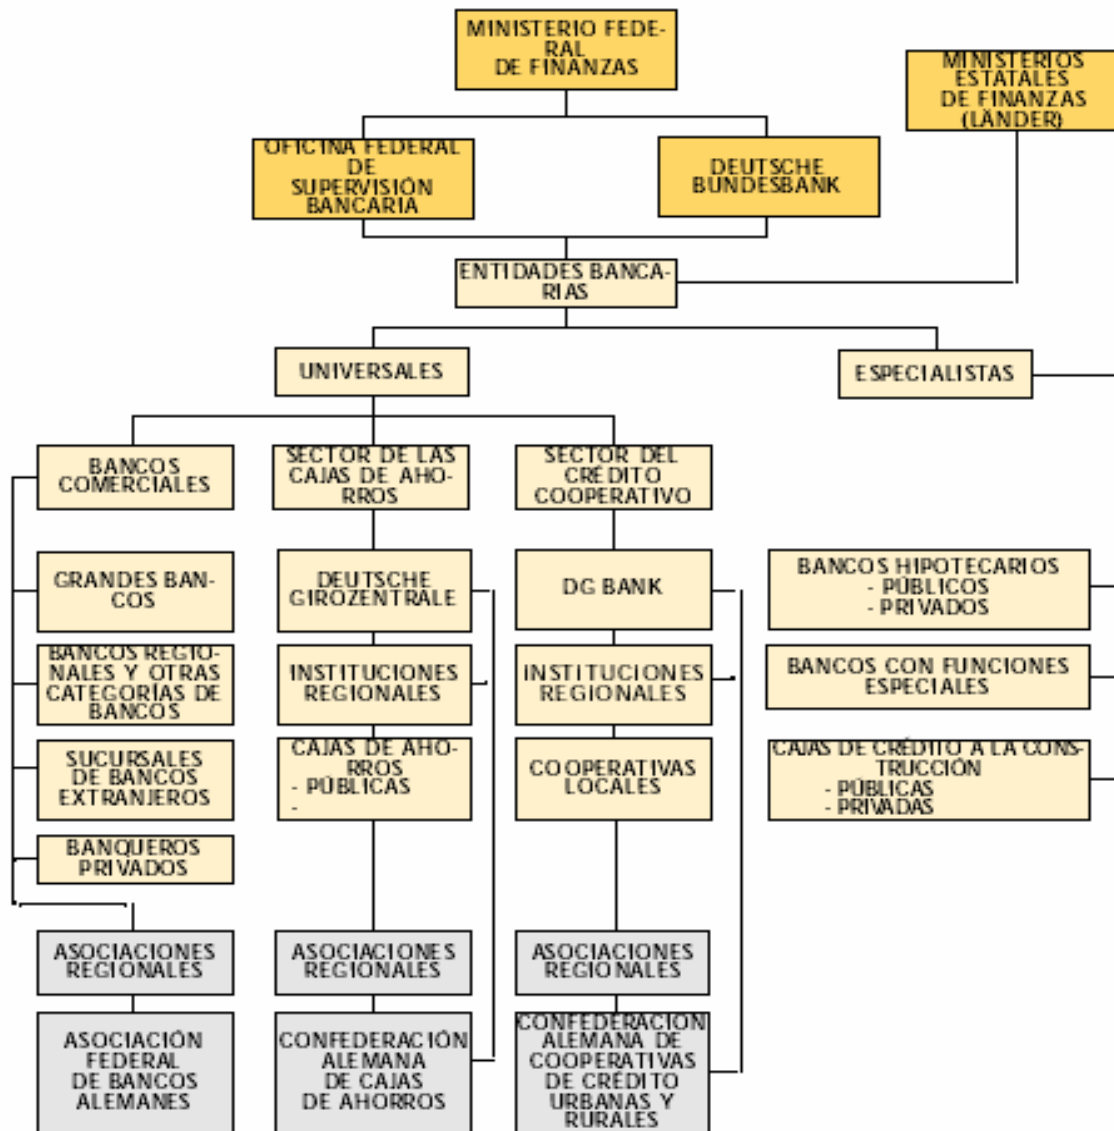 MINISTERIO FEDE-
RAL
DE FINANZAS
MINISTERIOS
ESTATALES
DE FINANZAS
(LÄNDER)
OFICINA FEDERAL
DE
SUPERVISIÓN
BANCARIA
DEUTSCHE
BUNDESBANK
ENTIDADES BANCA-
RIAS
UNIVERSALES
ESPECIALISTAS
BANCOS
COMERCIALES
SECTOR DE LAS
CAJAS DE AHO-
RROS
SECTOR DEL
CRÉDITO
COOPERATIVO
GRANDES BAN-
COS
DEUTSCHE
GIROZENTRALE
DG BANK
BANCOS HIPOTECARIOS
- PÚBLICOS
- PRIVADOS
BANCOS REGIO-
NALES Y OTRAS
CATEGORÍAS DE
BANCOS
INSTITUCIONES
REGIONALES
INSTITUCIONES
REGIONALES
BANCOS CON FUNCIONES
ESPECIALES
SUCURSALES
DE BANCOS
EXTRANJEROS
CAJAS DE AHO-
RROS
- PÚBLICAS
-
COOPERATIVAS
LOCALES
CAJAS DE CRÉDITO A LA CONS-
TRUCCIÓN
- PÚBLICAS
- PRIVADAS
BANQUEROS
PRIVADOS
ASOCIACIONES
REGIONALES
ASOCIACIONES
REGIONALES
ASOCIACIONES
REGIONALES
ASOCIACIÓN
FEDERAL
DE BANCOS
ALEMANES
CONFEDERACIÓN
ALEMANA
DE CAJAS
DE AHORROS
CONFEDERACION
ALEMANA DE
COOPERATIVAS
DE CRÉDITO
URBANAS Y
RURALES